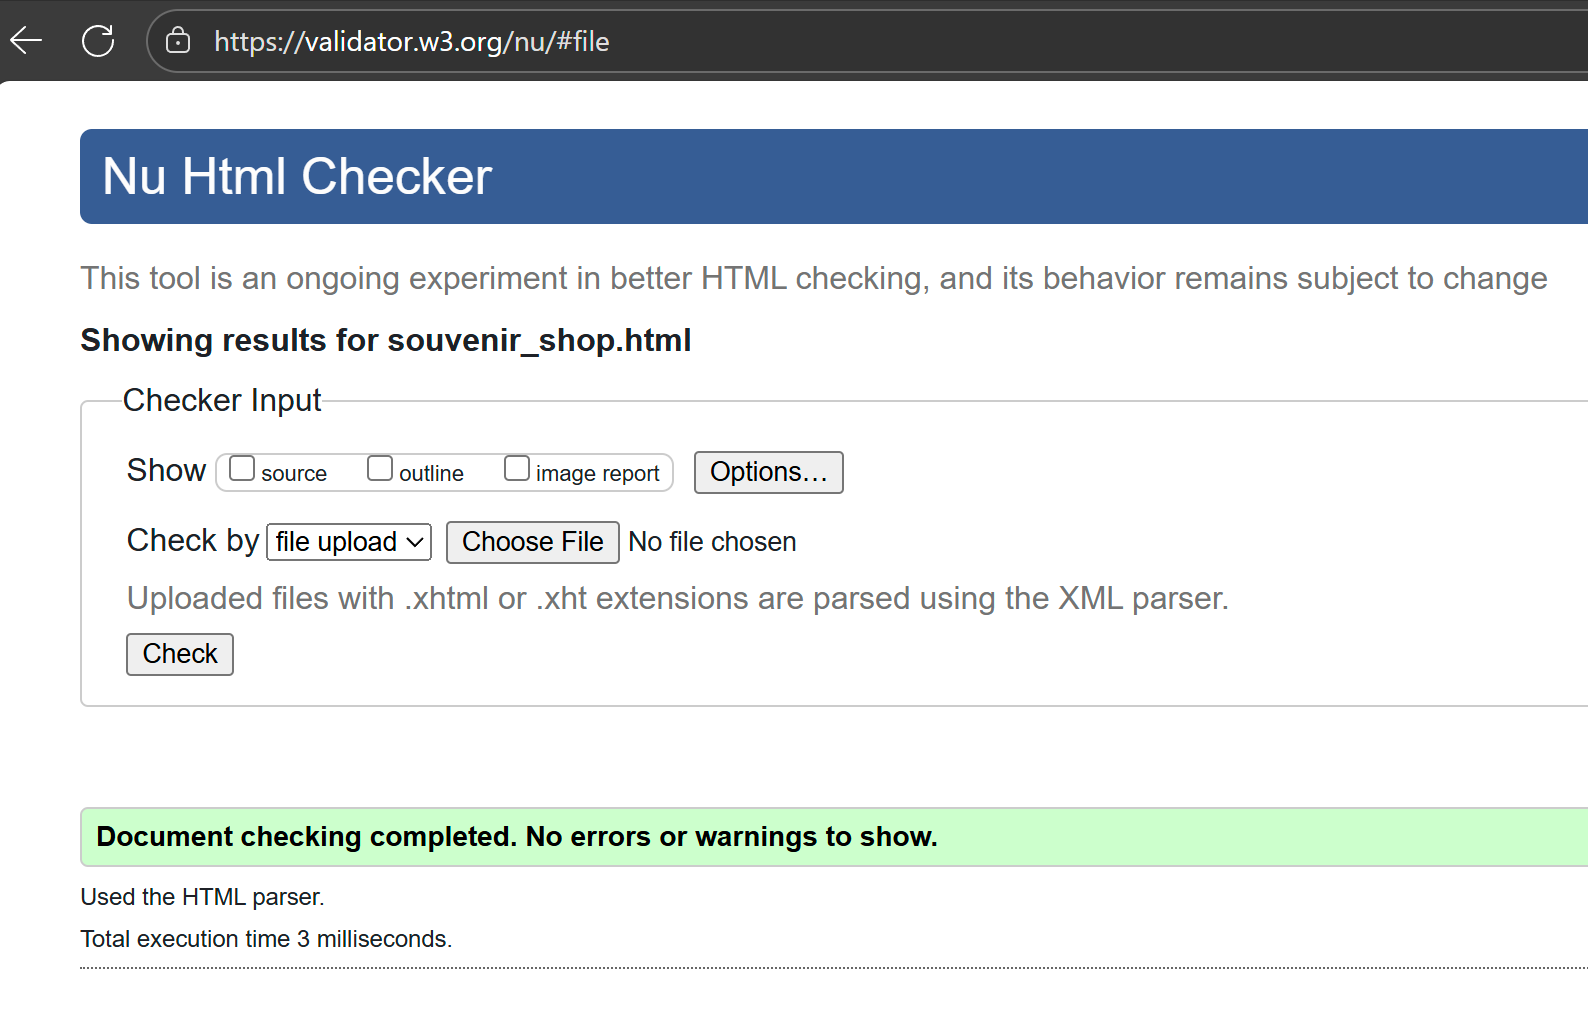 https://validator.w3.org/nu/#file
Nu Html Checker
This tool is an ongoing experiment in better HTML checking, and its behavior remains subject to change
Showing results for souvenir_shop.html
Checker Input
Show source outline image report Options…
Check by file upload Choose File No file chosen
Uploaded files with .xhtml or .xht extensions are parsed using the XML parser.
Check
Document checking completed. No errors or warnings to show.
Used the HTML parser.
Total execution time 3 milliseconds.